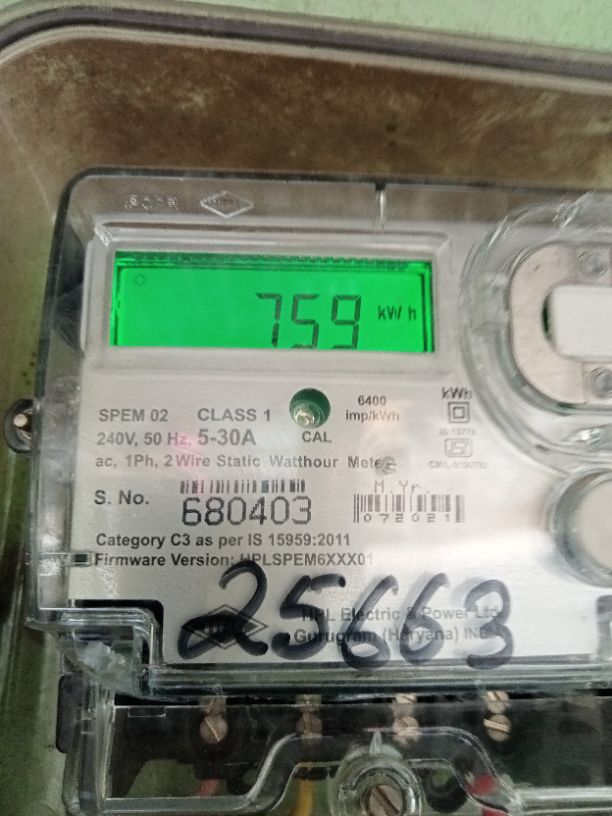 759 kWh
SPEM 02 CLASS 1
6400 imp/kWh
kWh
240V, 50 Hz, 5-30A
CAL
ac, 1Ph, 2 Wire Static Watthour Meter
S. No. 680403
M.Yr.
072021
Category C3 as per IS 15959:2011
Firmware Version: HPLSPEM6XXX01
25663
HPL Electric & Power Ltd
Gurugram (Haryana)